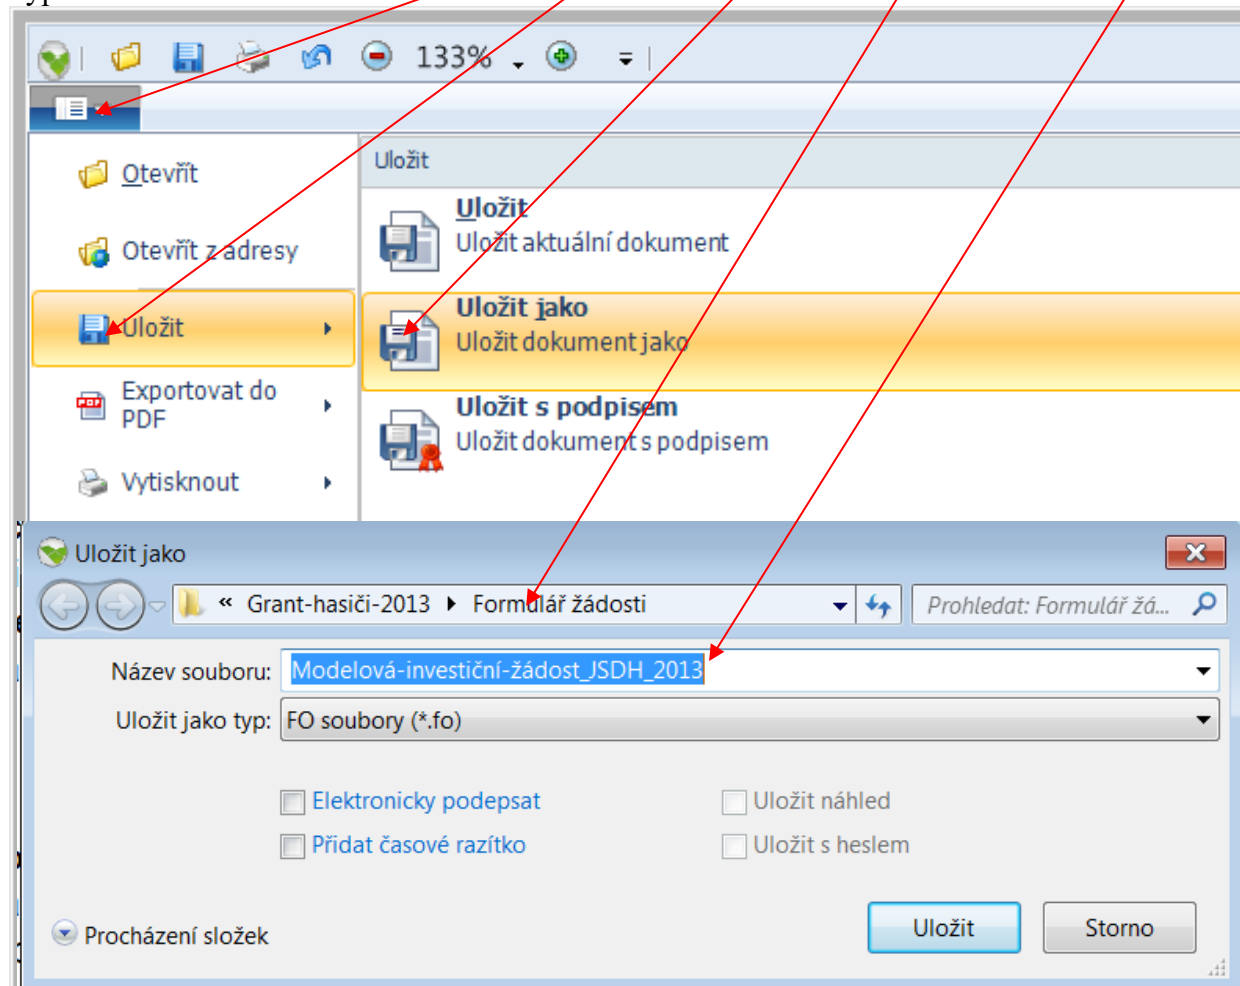 133%
Otevřít
Otevřít z adresy
Uložit
Exportovat do
PDF
Vytisknout
Uložit
Uložit
Uložit aktuální dokument
Uložit jako
Uložit dokument jako
Uložit s podpisem
Uložit dokument s podpisem
Uložit jako
« Grant-hasiči-2013 Formulář žádosti
Prohledat: Formulář žá...
Název souboru: Modelová-investiční-žádost_JSDH_2013
Uložit jako typ: FO soubory (*.fo)
Elektronicky podepsat
Uložit náhled
Přidat časové razítko
Uložit s heslem
Procházení složek
Uložit
Storno